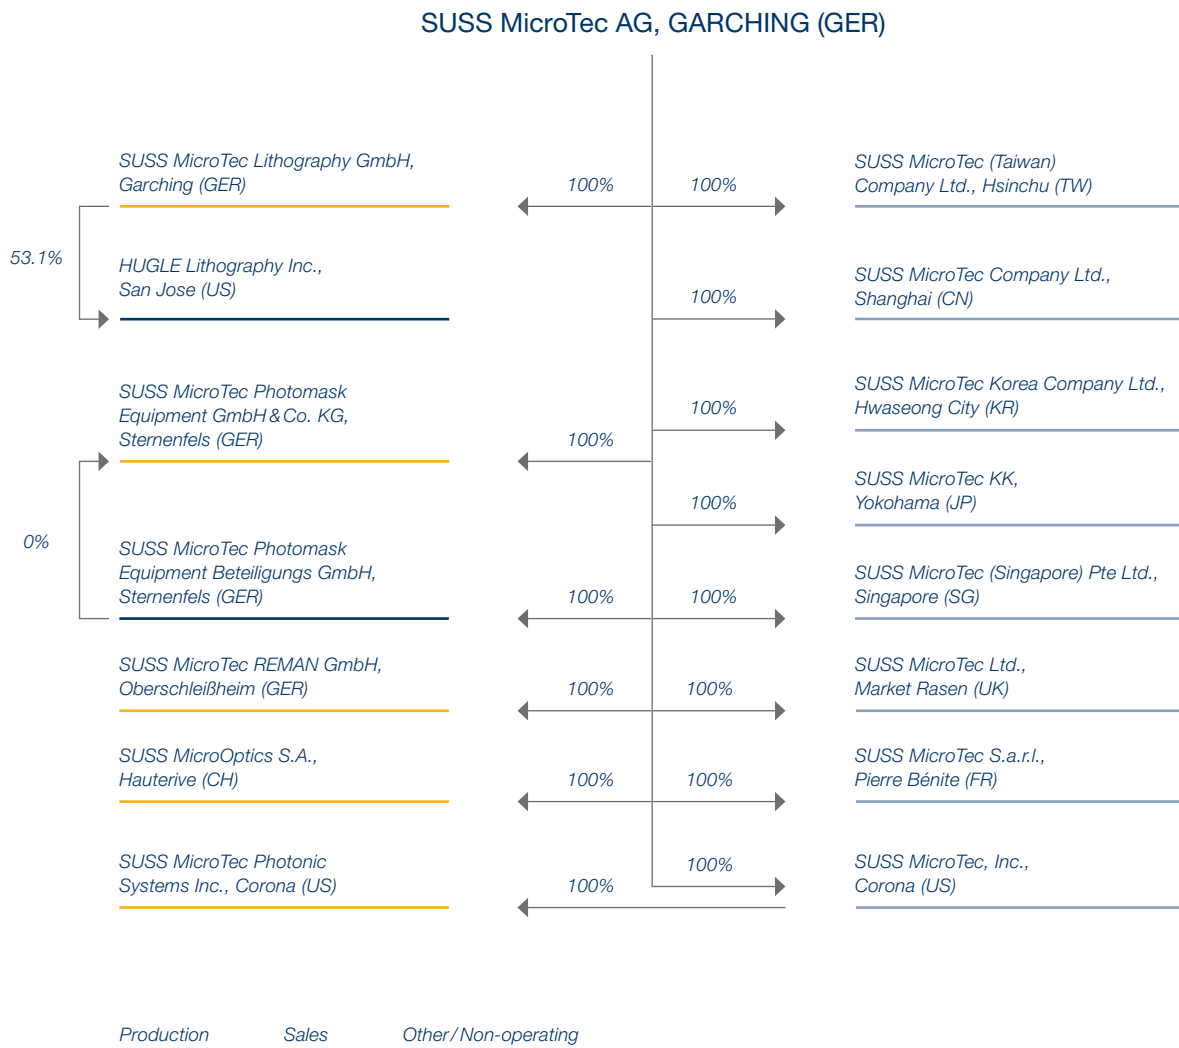 SUSS MicroTec AG, GARCHING (GER)
SUSS MicroTec Lithography GmbH,
Garching (GER)
100%
100%
SUSS MicroTec (Taiwan)
Company Ltd., Hsinchu (TW)
53.1%
HUGLE Lithography Inc.,
San Jose (US)
100%
SUSS MicroTec Company Ltd.,
Shanghai (CN)
SUSS MicroTec Photomask
Equipment GmbH & Co. KG,
Sternenfels (GER)
100%
100%
SUSS MicroTec Korea Company Ltd.,
Hwaseong City (KR)
100%
SUSS MicroTec KK,
Yokohama (JP)
0%
SUSS MicroTec Photomask
Equipment Beteiligungs GmbH,
Sternenfels (GER)
100%
100%
SUSS MicroTec (Singapore) Pte Ltd.,
Singapore (SG)
SUSS MicroTec REMAN GmbH,
Oberschleißheim (GER)
100%
100%
SUSS MicroTec Ltd.,
Market Rasen (UK)
SUSS MicroOptics S.A.,
Hauterive (CH)
100%
100%
SUSS MicroTec S.a.r.l.,
Pierre Bénite (FR)
SUSS MicroTec Photonic
Systems Inc., Corona (US)
100%
100%
SUSS MicroTec, Inc.,
Corona (US)
Production
Sales
Other / Non-operating